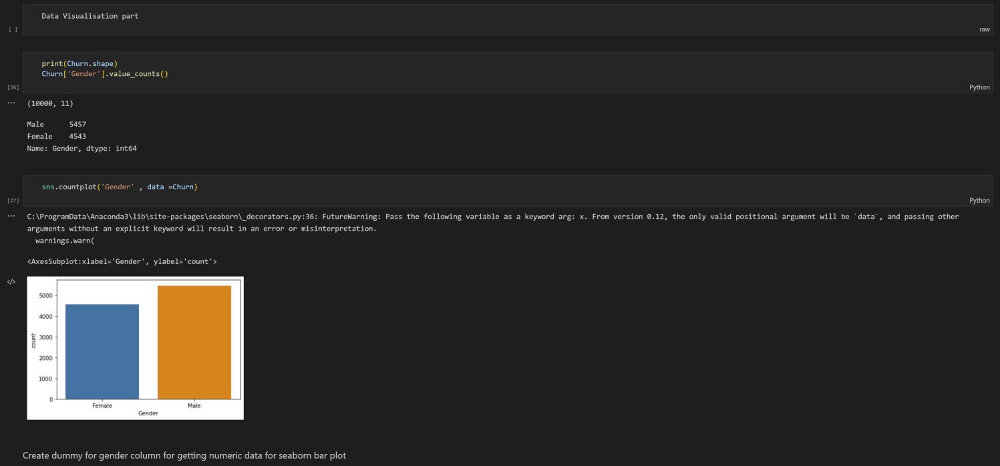 Data Visualisation part
[ ]
raw
print(Churn.shape)
Churn['Gender'].value_counts()
[26]
Python
...
(10000, 11)
Male      5457
Female    4543
Name: Gender, dtype: int64
sns.countplot('Gender' , data =Churn)
[27]
Python
...
C:\ProgramData\Anaconda3\lib\site-packages\seaborn\_decorators.py:36: FutureWarning: Pass the following variable as a keyword arg: x. From version 0.12, the only valid positional argument will be `data`, and passing other
arguments without an explicit keyword will result in an error or misinterpretation.
  warnings.warn(
<AxesSubplot:xlabel='Gender', ylabel='count'>
</>
5000
4000
3000
2000
1000
0
count
Female Male
Gender
Create dummy for gender column for getting numeric data for seaborn bar plot